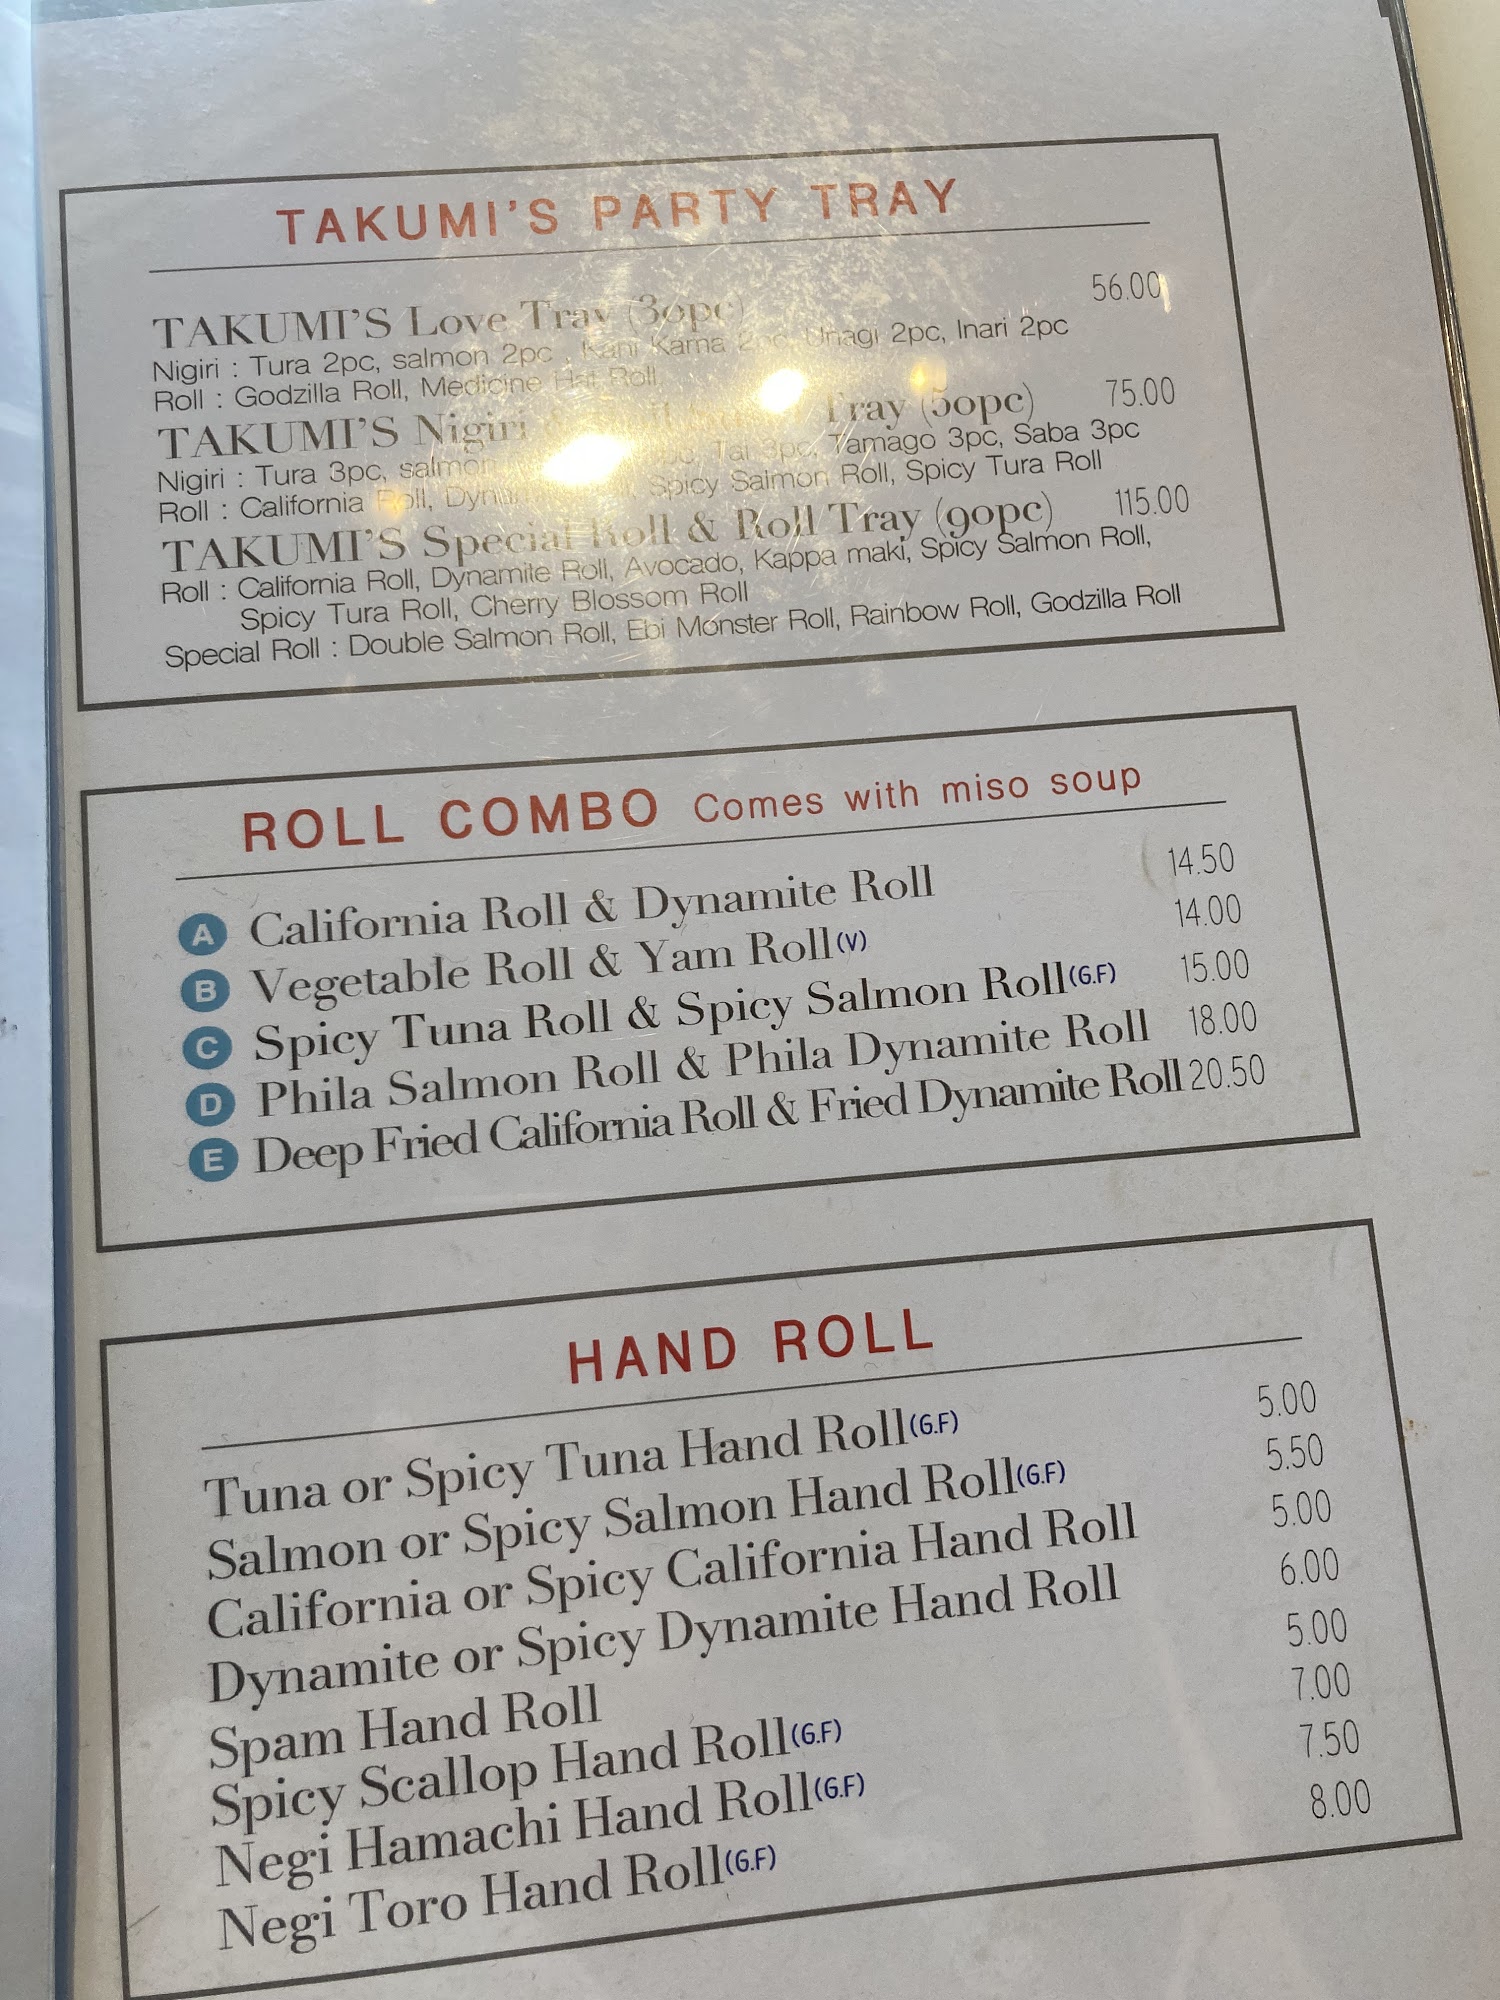 TAKUMI'S PARTY TRAY
TAKUMI'S Love Tray (30pc) 56.00
Nigiri : Tura 2pc, salmon 2pc , Kani Kama 2pc, Unagi 2pc, Inari 2pc
Roll : Godzilla Roll, Medicine Hat Roll
TAKUMI'S Nigiri & Tray (50pc) 75.00
Nigiri : Tura 3pc, salmon Tai 3pc, Tamago 3pc, Saba 3pc
Roll : California Roll, Dynamite Roll, Spicy Salmon Roll, Spicy Tura Roll
TAKUMI'S Special Roll & Roll Tray (90pc) 115.00
Roll : California Roll, Dynamite Roll, Avocado, Kappa maki, Spicy Salmon Roll,
Spicy Tura Roll, Cherry Blossom Roll
Special Roll : Double Salmon Roll, Ebi Monster Roll, Rainbow Roll, Godzilla Roll
ROLL COMBO Comes with miso soup
A California Roll & Dynamite Roll 14.50
B Vegetable Roll & Yam Roll(V) 14.00
C Spicy Tuna Roll & Spicy Salmon Roll(G.F) 15.00
D Phila Salmon Roll & Phila Dynamite Roll 18.00
E Deep Fried California Roll & Fried Dynamite Roll 20.50
HAND ROLL
Tuna or Spicy Tuna Hand Roll(G.F) 5.00
Salmon or Spicy Salmon Hand Roll(G.F) 5.50
California or Spicy California Hand Roll 5.00
Dynamite or Spicy Dynamite Hand Roll 6.00
Spam Hand Roll 5.00
Spicy Scallop Hand Roll(G.F) 7.00
Negi Hamachi Hand Roll(G.F) 7.50
Negi Toro Hand Roll(G.F) 8.00